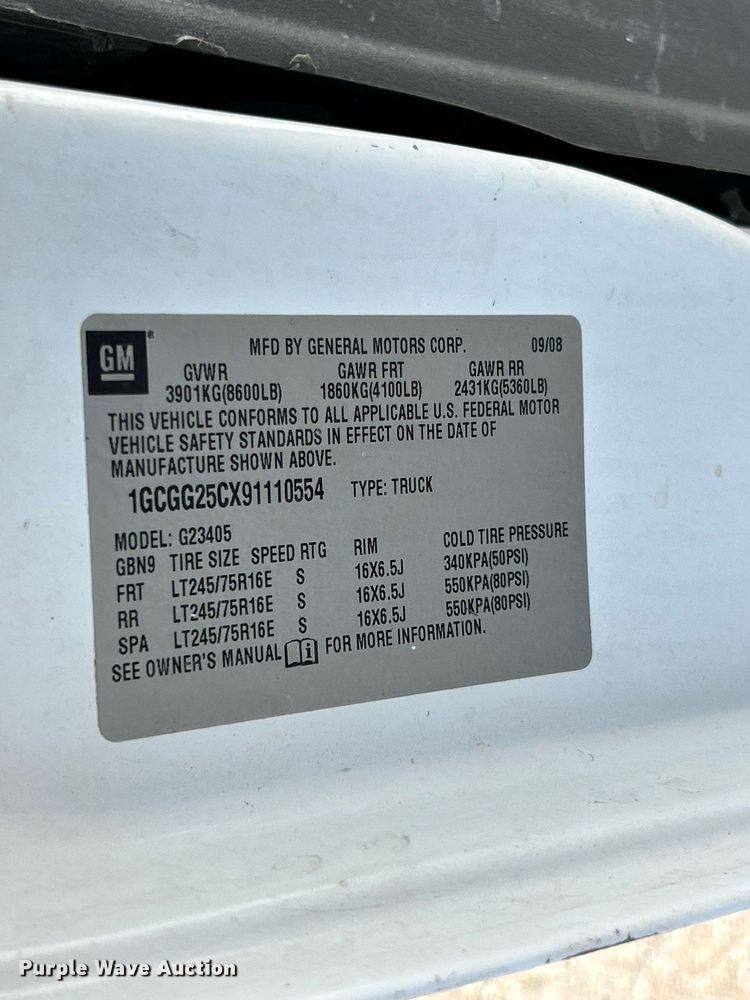 GM®
MFD BY GENERAL MOTORS CORP. 09/08
GVWR GAWR FRT GAWR RR
3901KG(8600LB) 1860KG(4100LB) 2431KG(5360LB)
THIS VEHICLE CONFORMS TO ALL APPLICABLE U.S. FEDERAL MOTOR
VEHICLE SAFETY STANDARDS IN EFFECT ON THE DATE OF
MANUFACTURE SHOWN ABOVE.
1GCGG25CX91110554 TYPE: TRUCK
MODEL: G23405
GBN9 TIRE SIZE SPEED RTG RIM COLD TIRE PRESSURE
FRT LT245/75R16E S 16X6.5J 340KPA(50PSI)
RR LT245/75R16E S 16X6.5J 550KPA(80PSI)
SPA LT245/75R16E S 16X6.5J 550KPA(80PSI)
SEE OWNER'S MANUAL i FOR MORE INFORMATION.
Purple Wave Auction